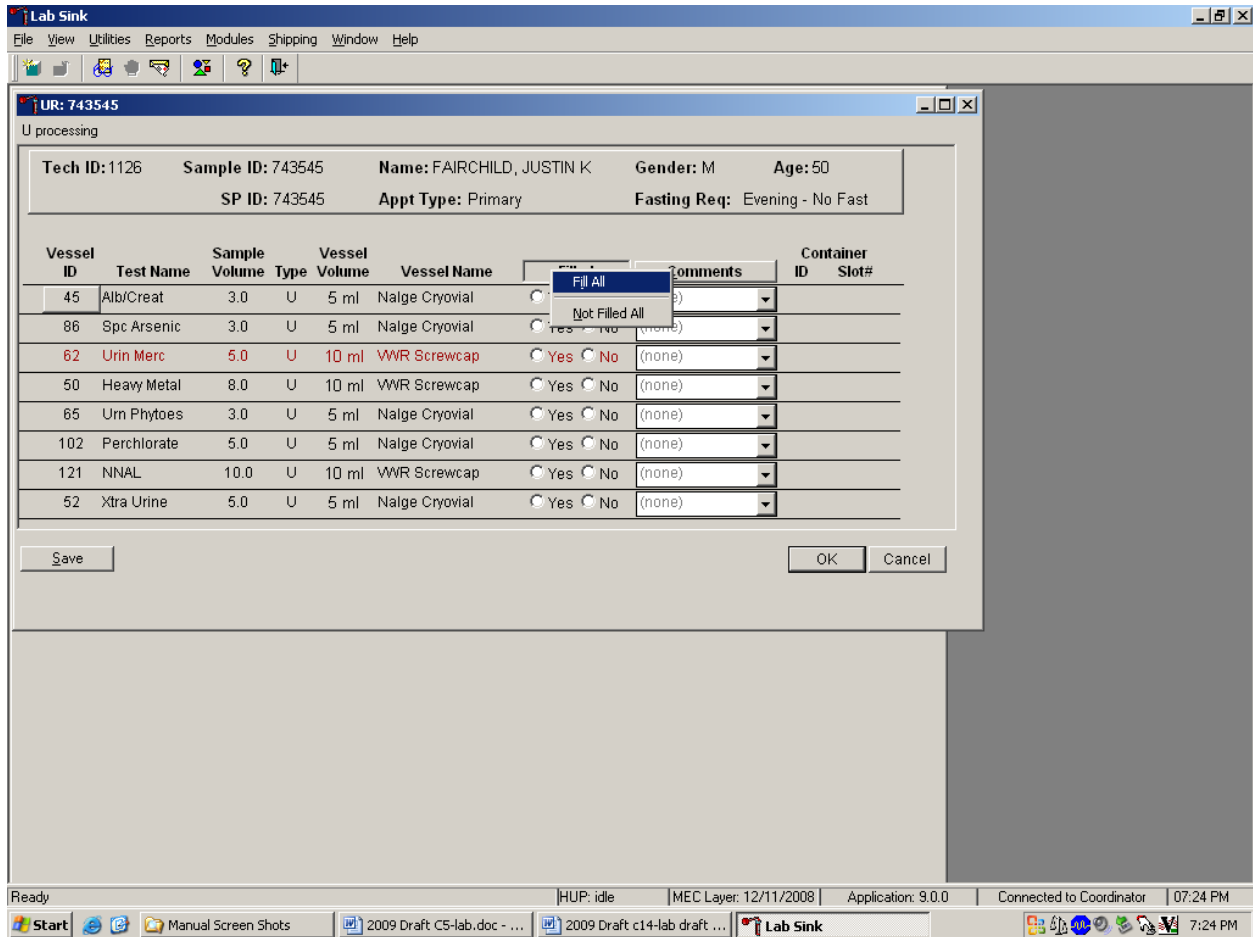 Lab Sink
File View Utilities Reports Modules Shipping Window Help
UR: 743545
U processing
Tech ID: 1126 Sample ID: 743545 Name: FAIRCHILD, JUSTIN K Gender: M Age: 50
SP ID: 743545 Appt Type: Primary Fasting Req: Evening - No Fast
Vessel Sample Vessel Container
ID Test Name Volume Type Volume Vessel Name Comments ID Slot#
Fill All
Not Filled All
45 Alb/Creat 3.0 U 5 ml Nalge Cryovial
86 Spc Arsenic 3.0 U 5 ml Nalge Cryovial Yes No (none)
62 Urin Merc 5.0 U 10 ml VWR Screwcap Yes No (none)
50 Heavy Metal 8.0 U 10 ml VWR Screwcap Yes No (none)
65 Urn Phytoes 3.0 U 5 ml Nalge Cryovial Yes No (none)
102 Perchlorate 5.0 U 5 ml Nalge Cryovial Yes No (none)
121 NNAL 10.0 U 10 ml VWR Screwcap Yes No (none)
52 Xtra Urine 5.0 U 5 ml Nalge Cryovial Yes No (none)
Save OK Cancel
Ready HUP: idle MEC Layer: 12/11/2008 Application: 9.0.0 Connected to Coordinator 07:24 PM
Start Manual Screen Shots 2009 Draft C5-lab.doc - ... 2009 Draft c14-lab draft ... Lab Sink 7:24 PM